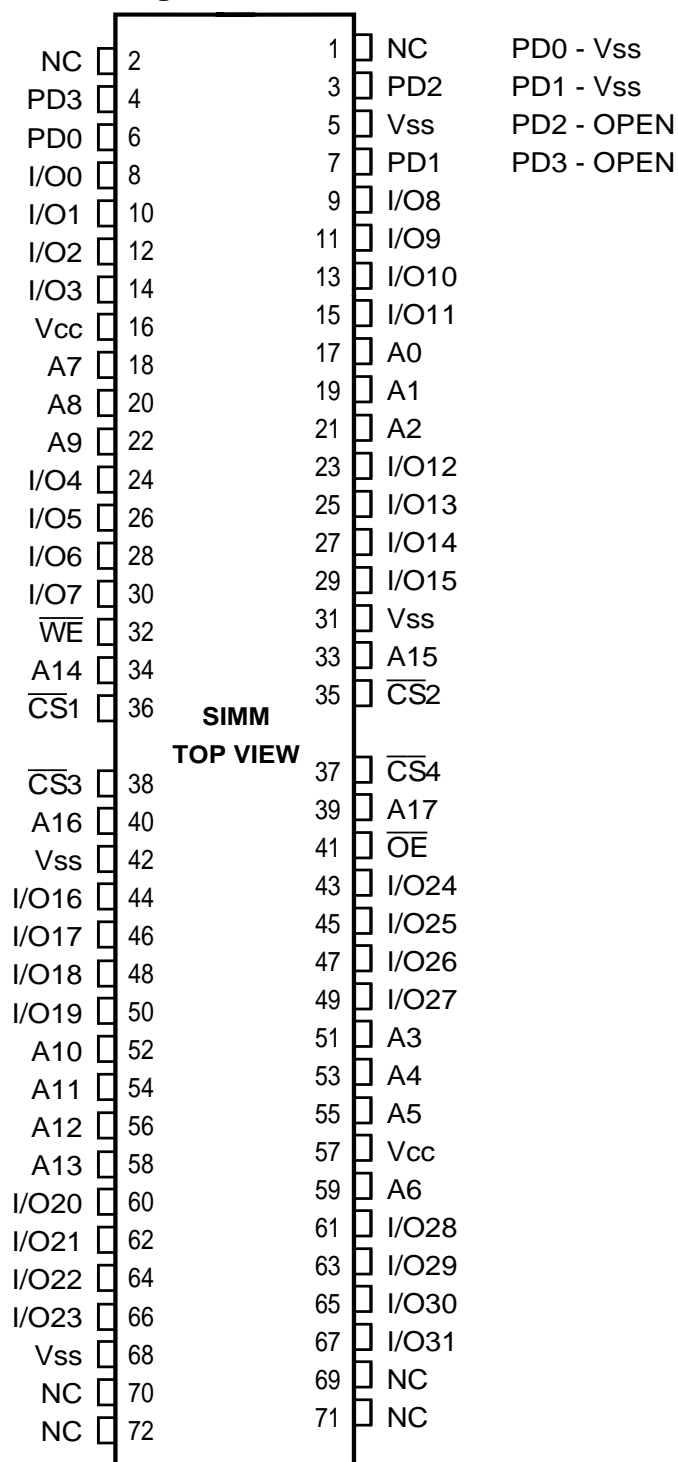 1 NC PD0 - Vss
NC 2
3 PD2 PD1 - Vss
PD3 4
5 Vss PD2 - OPEN
PD0 6
7 PD1 PD3 - OPEN
I/O0 8
9 I/O8
I/O1 10
11 I/O9
I/O2 12
13 I/O10
I/O3 14
15 I/O11
Vcc 16
17 A0
A7 18
19 A1
A8 20
21 A2
A9 22
23 I/O12
I/O4 24
25 I/O13
I/O5 26
27 I/O14
I/O6 28
29 I/O15
I/O7 30
31 Vss
W̅E̅ 32
33 A15
A14 34
35 C̅S̅2
C̅S̅1 36
SIMM
TOP VIEW
37 C̅S̅4
C̅S̅3 38
39 A17
A16 40
41 O̅E̅
Vss 42
43 I/O24
I/O16 44
45 I/O25
I/O17 46
47 I/O26
I/O18 48
49 I/O27
I/O19 50
51 A3
A10 52
53 A4
A11 54
55 A5
A12 56
57 Vcc
A13 58
59 A6
I/O20 60
61 I/O28
I/O21 62
63 I/O29
I/O22 64
65 I/O30
I/O23 66
67 I/O31
Vss 68
69 NC
NC 70
71 NC
NC 72